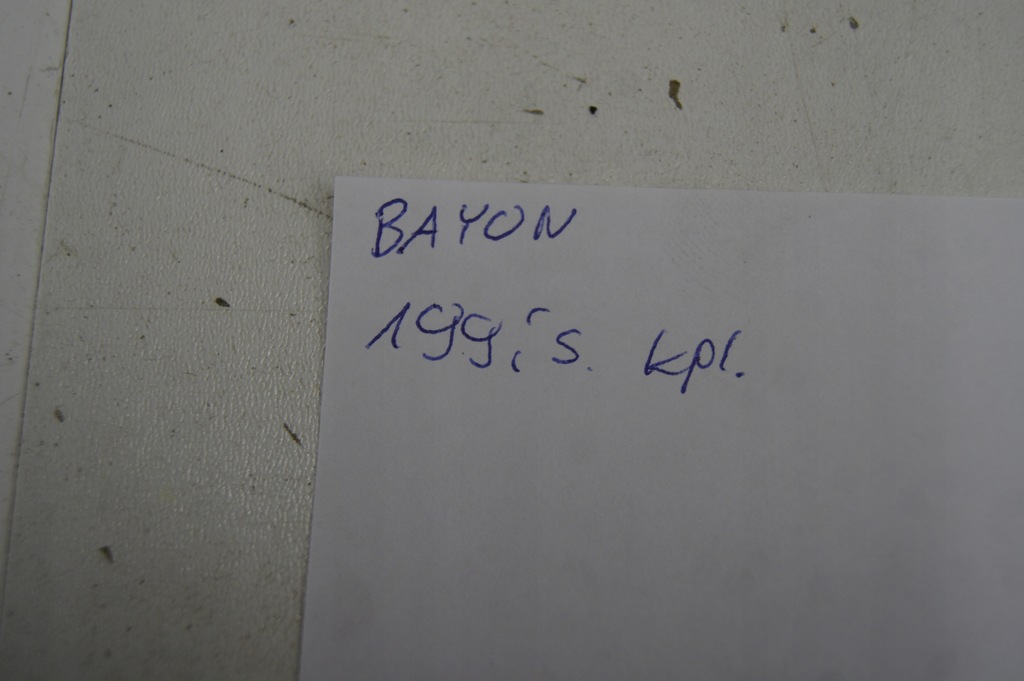 BAYON
199,- s. kpl.